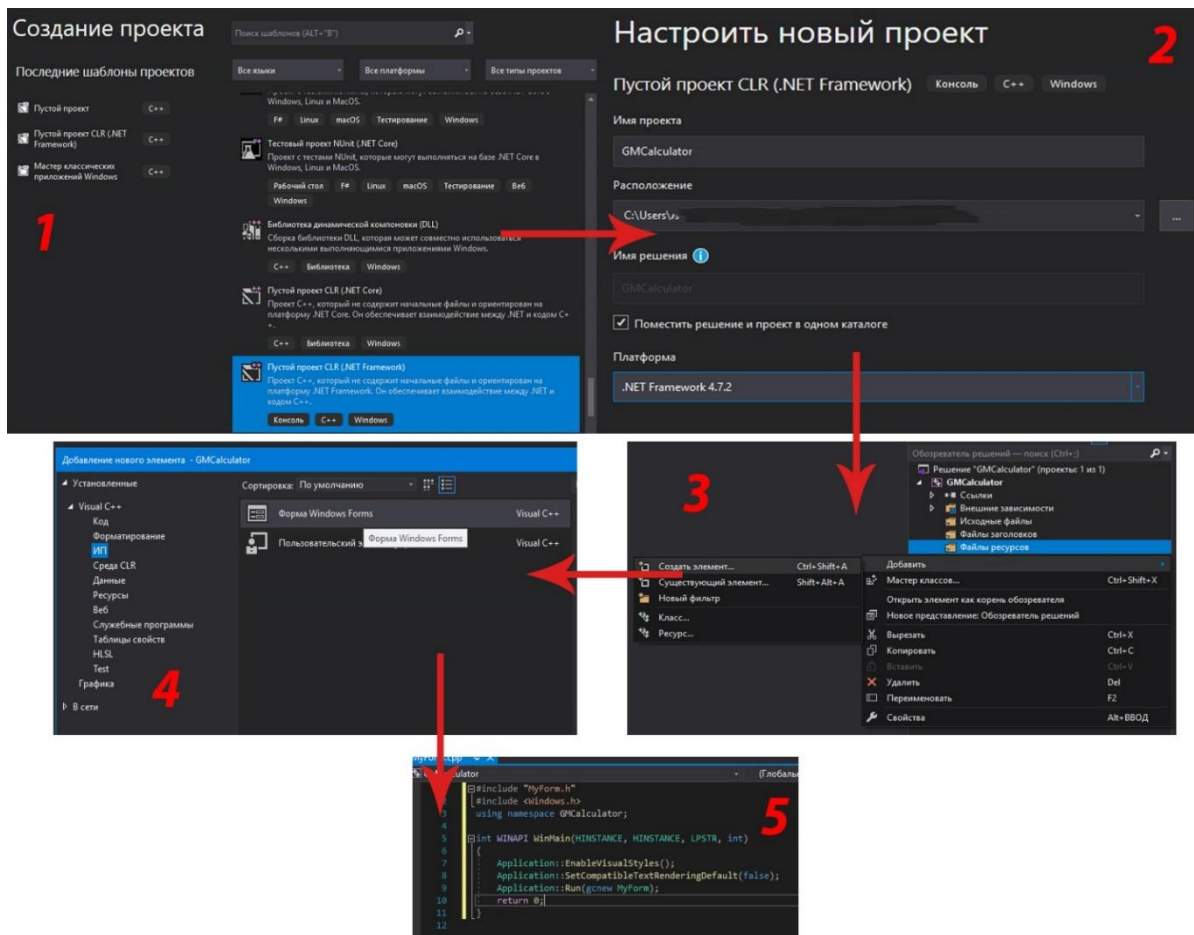 Создание проекта
Поиск шаблонов (ALT+"В")
Последние шаблоны проектов
Все языки
Все платформы
Все типы проектов
Пустой проект
C++
Пустой проект CLR (.NET Framework)
C++
Мастер классических приложений Windows
C++
1
Windows, Linux и MacOS.
F# Linux macOS Тестирование Windows
Тестовый проект NUnit (.NET Core)
Проект с тестами NUnit, которые могут выполняться на базе .NET Core в
Windows, Linux и MacOS.
Рабочий стол F# Linux macOS Тестирование Веб
Windows
Библиотека динамической компоновки (DLL)
Сборка библиотеки DLL, которая может совместно использоваться
несколькими выполняющимися приложениями Windows.
C++ Библиотека Windows
Пустой проект CLR (.NET Core)
Проект C++, который не содержит начальные файлы и ориентирован на
платформу .NET Core. Он обеспечивает взаимодействие между .NET и кодом C+
+.
C++ Библиотека Windows
Пустой проект CLR (.NET Framework)
Проект C++, который не содержит начальные файлы и ориентирован на
платформу .NET Framework. Он обеспечивает взаимодействие между .NET и
кодом C++.
Консоль C++ Windows
Настроить новый проект
2
Пустой проект CLR (.NET Framework) Консоль C++ Windows
Имя проекта
GMCalculator
Расположение
C:\Users\
...
Имя решения
GMCalculator
Поместить решение и проект в одном каталоге
Платформа
.NET Framework 4.7.2
3
Обозреватель решений — поиск (Ctrl+;)
Решение "GMCalculator" (проекты: 1 из 1)
GMCalculator
Ссылки
Внешние зависимости
Исходные файлы
Файлы заголовков
Файлы ресурсов
Создать элемент... Ctrl+Shift+A
Существующий элемент... Shift+Alt+A
Новый фильтр
Класс...
Ресурс...
Добавить
Мастер классов... Ctrl+Shift+X
Открыть элемент как корень обозревателя
Новое представление: Обозреватель решений
Вырезать Ctrl+X
Копировать Ctrl+C
Вставить Ctrl+V
Удалить Del
Переименовать F2
Свойства Alt+ВВОД
Добавление нового элемента - GMCalculator
Установленные
Сортировка: По умолчанию
Visual C++
Код
Форматирование
ИП
Среда CLR
Данные
Ресурсы
Веб
Служебные программы
Таблицы свойств
HLSL
Test
Графика
В сети
4
Форма Windows Forms Visual C++
Форма Windows Forms
Пользовательский Visual C++
5
#include "MyForm.h"
2 #include <Windows.h>
3 using namespace GMCalculator;
4
5 int WINAPI WinMain(HINSTANCE, HINSTANCE, LPSTR, int)
6 {
7 Application::EnableVisualStyles();
8 Application::SetCompatibleTextRenderingDefault(false);
9 Application::Run(gcnew MyForm);
10 return 0;
11 }
12